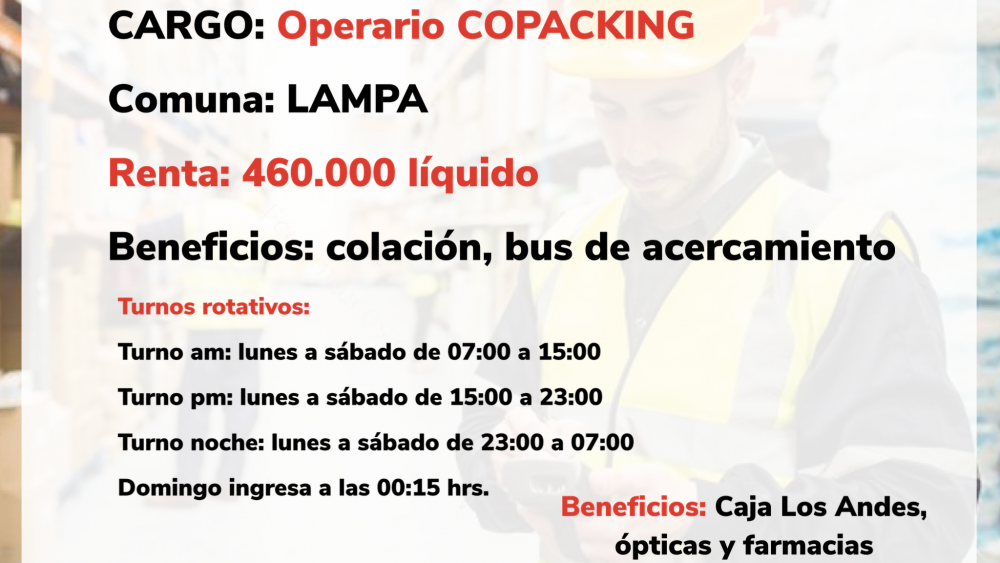 CARGO: Operario COPACKING
Comuna: LAMPA
Renta: 460.000 líquido
Beneficios: colación, bus de acercamiento
Turnos rotativos:
Turno am: lunes a sábado de 07:00 a 15:00
Turno pm: lunes a sábado de 15:00 a 23:00
Turno noche: lunes a sábado de 23:00 a 07:00
Domingo ingresa a las 00:15 hrs.
Beneficios: Caja Los Andes,
ópticas y farmacias